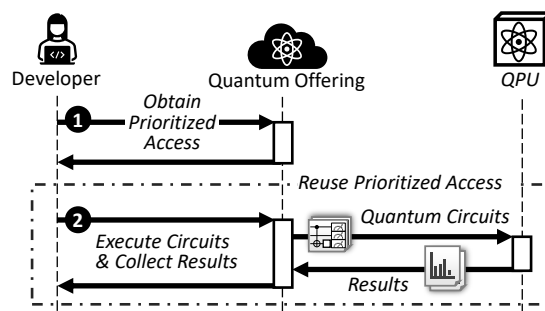 Developer
Quantum Offering
QPU
1
Obtain
Prioritized
Access
Reuse Prioritized Access
2
Execute Circuits
& Collect Results
Quantum Circuits
Results